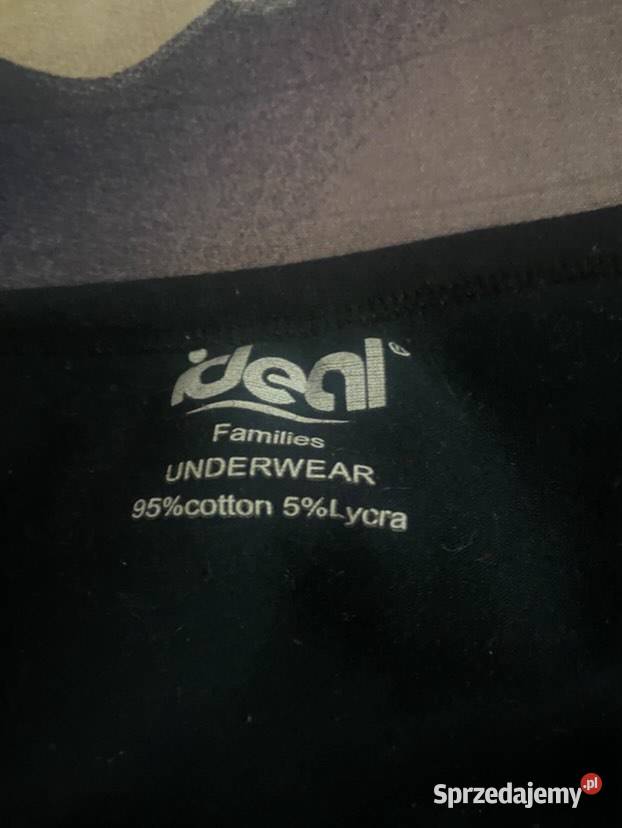 ideal®
Families
UNDERWEAR
95%cotton 5%Lycra
Sprzedajemy.pl